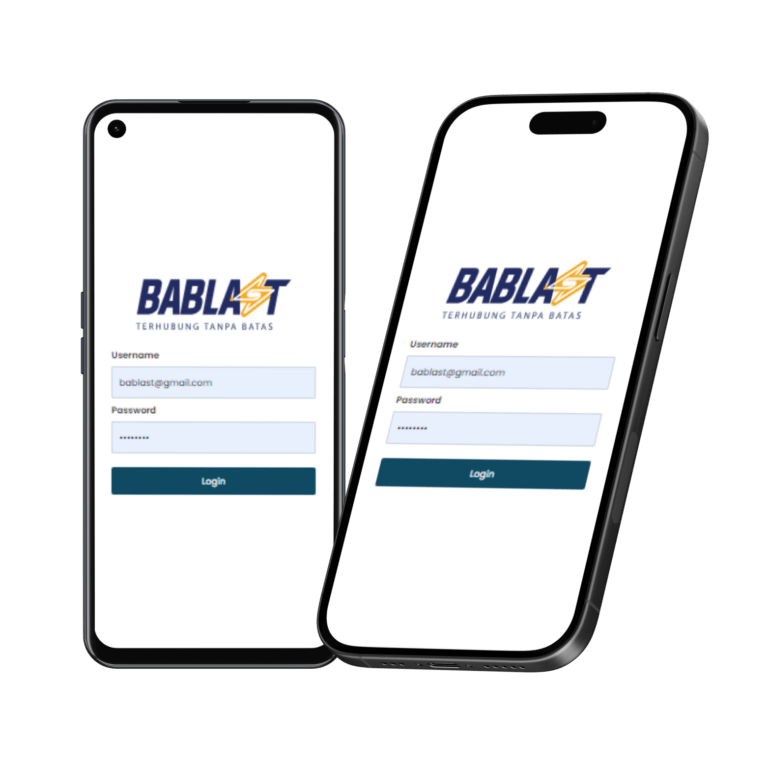 BABLAST
TERHUBUNG TANPA BATAS
Username
bablast@gmail.com
Password
••••••••
Login
BABLAST
TERHUBUNG TANPA BATAS
Username
bablast@gmail.com
Password
••••••••
Login